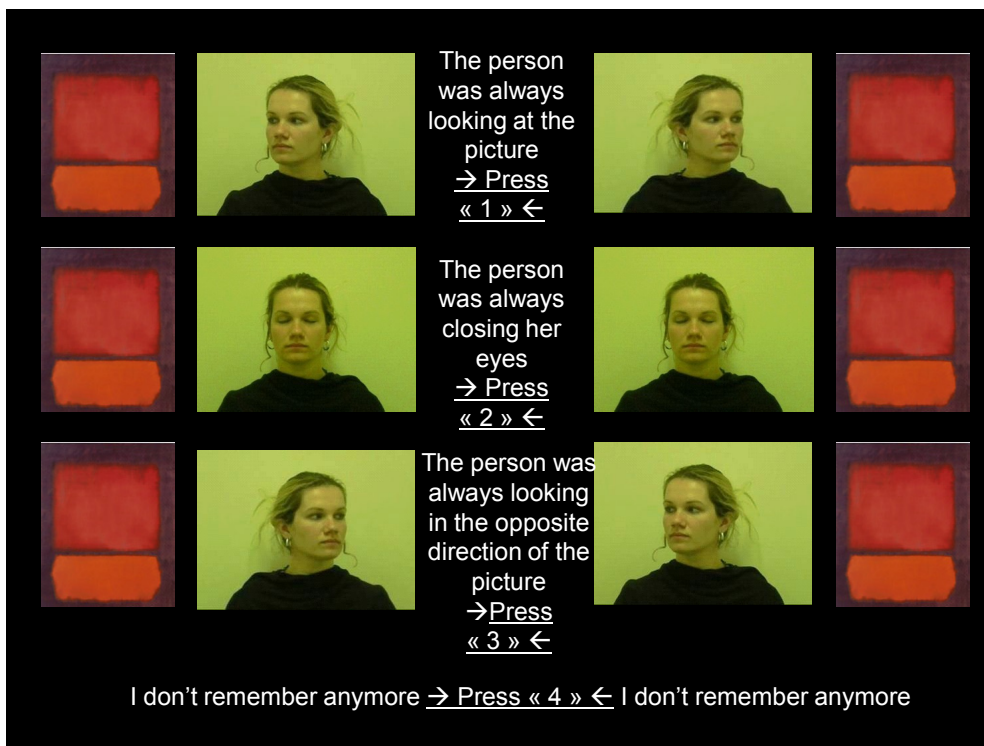 The person
was always
looking at the
picture
→ Press
« 1 » ←
The person
was always
closing her
eyes
→ Press
« 2 » ←
The person was
always looking
in the opposite
direction of the
picture
→Press
« 3 » ←
I don’t remember anymore → Press « 4 » ← I don’t remember anymore